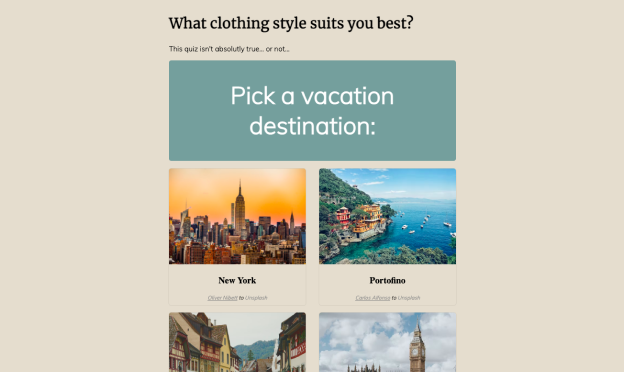 What clothing style suits you best?
This quiz isn't absolutly true... or not...
Pick a vacation
destination:
New York
Portofino
Oliver Niblett to Unsplash
Carlos Alfonso to Unsplash